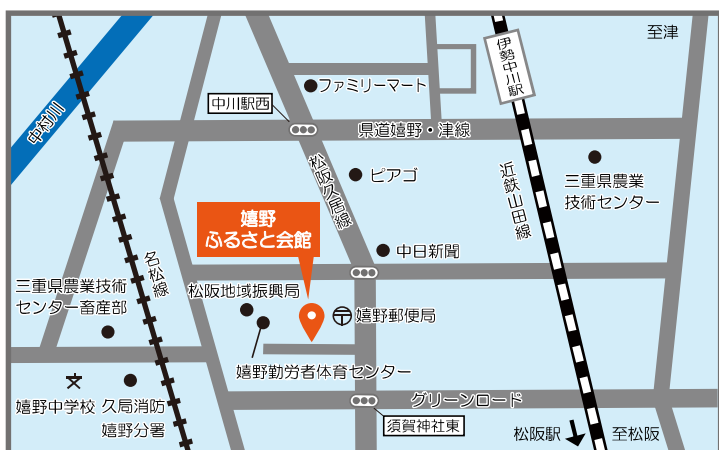 至津
伊勢中川駅
中村川
ファミリーマート
中川駅西
県道嬉野・津線
松阪久居線
ピアゴ
近鉄山田線
三重県農業
技術センター
嬉野
ふるさと会館
中日新聞
名松線
三重県農業技術
センター畜産部
松阪地域振興局
嬉野郵便局
嬉野勤労者体育センター
嬉野中学校
久居消防
嬉野分署
グリーンロード
須賀神社東
松阪駅
至松阪